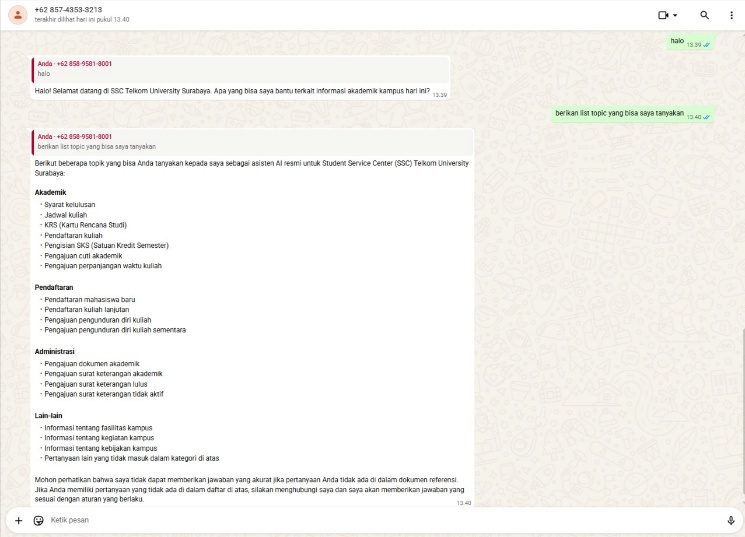 +62 857-4353-3213
terakhir dilihat hari ini pukul 13.40
halo 13.39
Anda · +62 858-9581-8001
halo
Halo! Selamat datang di SSC Telkom University Surabaya. Apa yang bisa saya bantu terkait informasi akademik kampus hari ini? 13.39
berikan list topic yang bisa saya tanyakan 13.40
Anda · +62 858-9581-8001
berikan list topic yang bisa saya tanyakan
Berikut beberapa topik yang bisa Anda tanyakan kepada saya sebagai asisten AI resmi untuk Student Service Center (SSC) Telkom University
Surabaya:
Akademik
· Syarat kelulusan
· Jadwal kuliah
· KRS (Kartu Rencana Studi)
· Pendaftaran kuliah
· Pengisian SKS (Satuan Kredit Semester)
· Pengajuan cuti akademik
· Pengajuan perpanjangan waktu kuliah
Pendaftaran
· Pendaftaran mahasiswa baru
· Pendaftaran kuliah lanjutan
· Pengajuan pengunduran diri kuliah
· Pengajuan pengunduran diri kuliah sementara
Administrasi
· Pengajuan dokumen akademik
· Pengajuan surat keterangan akademik
· Pengajuan surat keterangan lulus
· Pengajuan surat keterangan tidak aktif
Lain-lain
· Informasi tentang fasilitas kampus
· Informasi tentang kegiatan kampus
· Informasi tentang kebijakan kampus
· Pertanyaan lain yang tidak masuk dalam kategori di atas
Mohon perhatikan bahwa saya tidak dapat memberikan jawaban yang akurat jika pertanyaan Anda tidak ada di dalam dokumen referensi.
Jika Anda memiliki pertanyaan yang tidak ada di dalam daftar di atas, silakan menghubungi saya dan saya akan memberikan jawaban yang
sesuai dengan aturan yang berlaku. 13.40
Ketik pesan